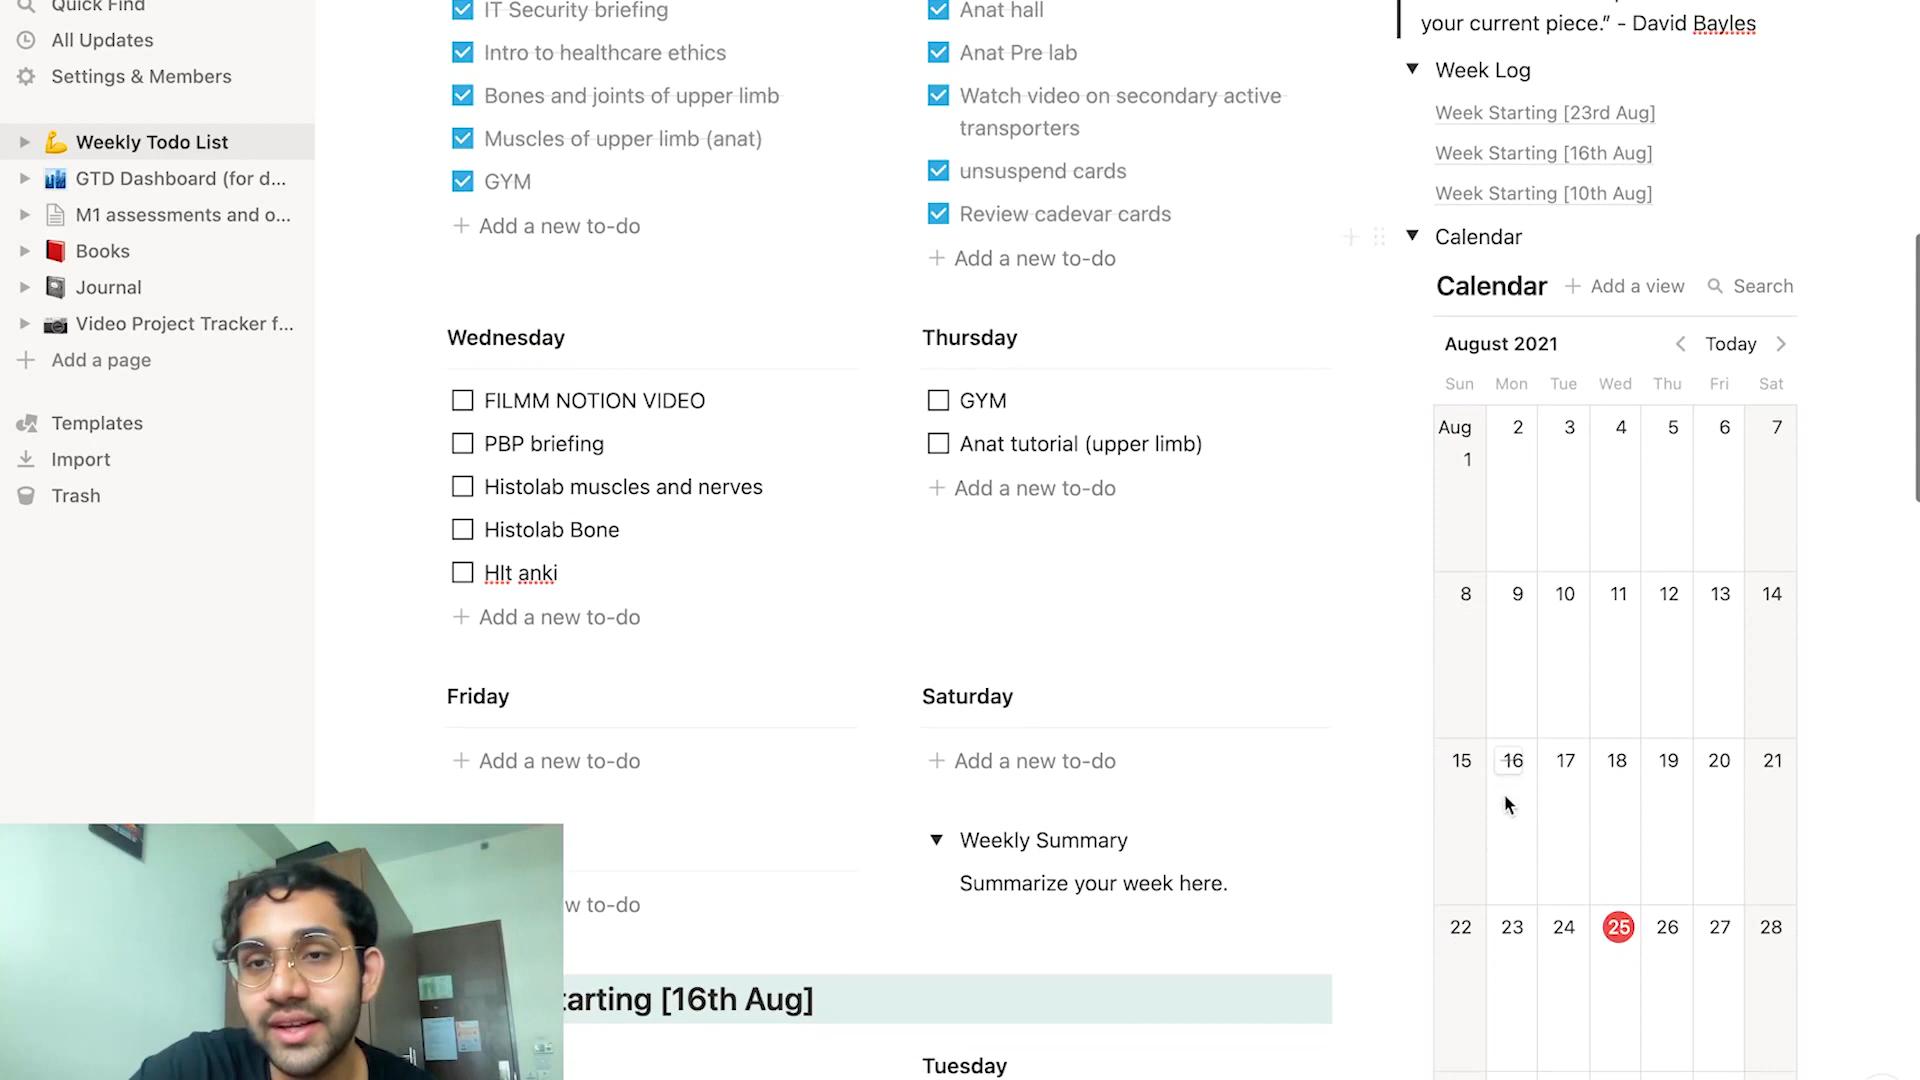 Quick Find
All Updates
Settings & Members
Weekly Todo List
GTD Dashboard (for d...
M1 assessments and o...
Books
Journal
Video Project Tracker f...
Add a page
Templates
Import
Trash
IT Security briefing
Intro to healthcare ethics
Bones and joints of upper limb
Muscles of upper limb (anat)
GYM
+ Add a new to-do
Anat hall
Anat Pre lab
Watch video on secondary active
transporters
unsuspend cards
Review cadevar cards
+ Add a new to-do
Wednesday
FILMM NOTION VIDEO
PBP briefing
Histolab muscles and nerves
Histolab Bone
Hlt anki
+ Add a new to-do
Thursday
GYM
Anat tutorial (upper limb)
+ Add a new to-do
Friday
+ Add a new to-do
Saturday
+ Add a new to-do
w to-do
Weekly Summary
Summarize your week here.
tarting [16th Aug]
Tuesday
your current piece.” - David Bayles
Week Log
Week Starting [23rd Aug]
Week Starting [16th Aug]
Week Starting [10th Aug]
Calendar
Calendar + Add a view Search
August 2021 Today
Sun Mon Tue Wed Thu Fri Sat
Aug 1 2 3 4 5 6 7
8 9 10 11 12 13 14
15 16 17 18 19 20 21
22 23 24 25 26 27 28